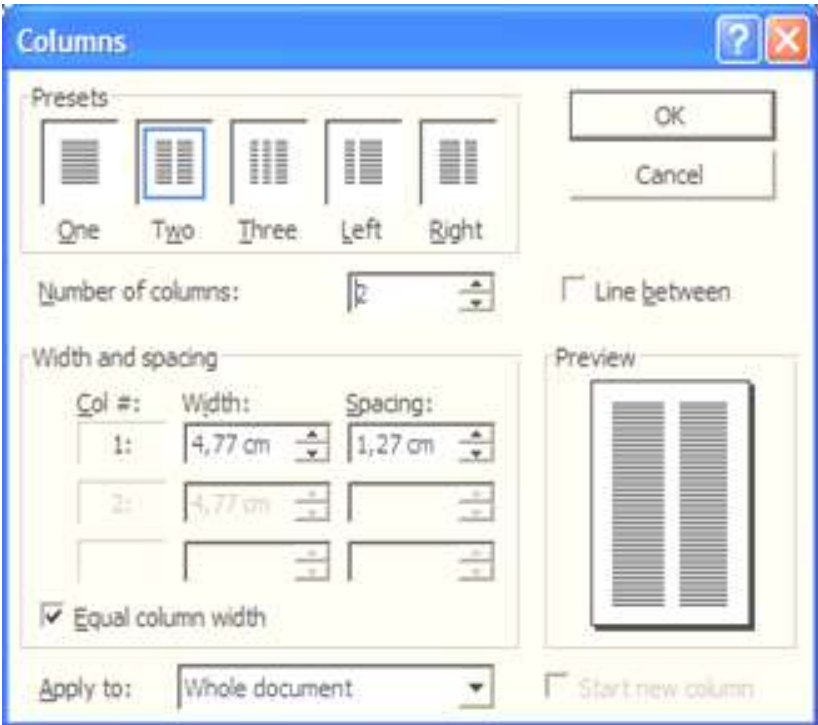 Columns
Presets
OK
Cancel
One Two Three Left Right
Number of columns: 2
Line between
Width and spacing
Preview
Col #: Width: Spacing:
1: 4,77 cm 1,27 cm
2: 4,77 cm
Equal column width
Apply to: Whole document
Start new column